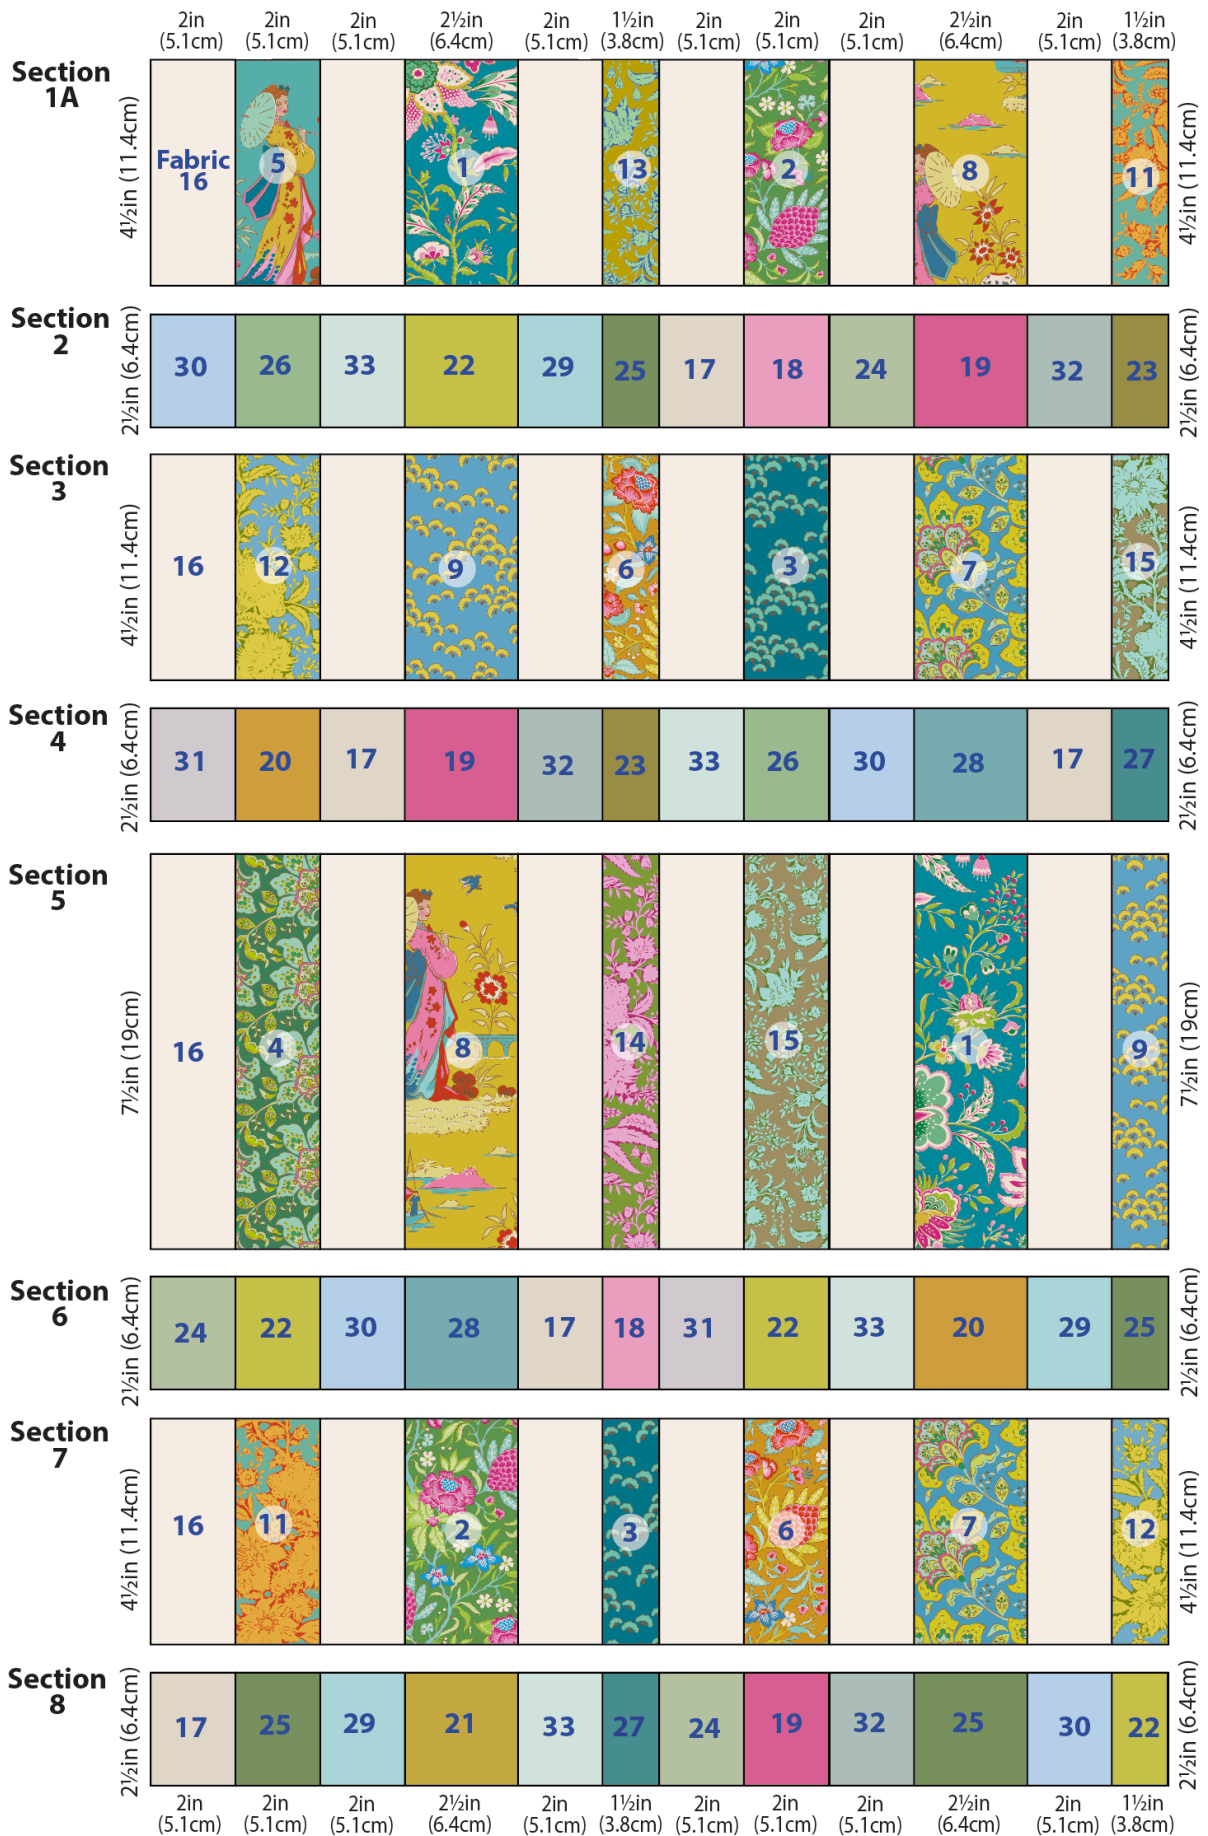 2in 2in 2in 2½in 2in 1½in 2in 2in 2in 2½in 2in 1½in
(5.1cm) (5.1cm) (5.1cm) (6.4cm) (5.1cm) (3.8cm) (5.1cm) (5.1cm) (5.1cm) (6.4cm) (5.1cm) (3.8cm)
Section
1A
4½in (11.4cm)
Fabric
16
5 1 13 2 8 11
4½in (11.4cm)
Section
2
2½in (6.4cm)
30 26 33 22 29 25 17 18 24 19 32 23
2½in (6.4cm)
Section
3
4½in (11.4cm)
16 12 9 6 3 7 15
4½in (11.4cm)
Section
4
2½in (6.4cm)
31 20 17 19 32 23 33 26 30 28 17 27
2½in (6.4cm)
Section
5
7½in (19cm)
16 4 8 14 15 1 9
7½in (19cm)
Section
6
2½in (6.4cm)
24 22 30 28 17 18 31 22 33 20 29 25
2½in (6.4cm)
Section
7
4½in (11.4cm)
16 11 2 3 6 7 12
4½in (11.4cm)
Section
8
2½in (6.4cm)
17 25 29 21 33 27 24 19 32 25 30 22
2½in (6.4cm)
2in 2in 2in 2½in 2in 1½in 2in 2in 2in 2½in 2in 1½in
(5.1cm) (5.1cm) (5.1cm) (6.4cm) (5.1cm) (3.8cm) (5.1cm) (5.1cm) (5.1cm) (6.4cm) (5.1cm) (3.8cm)